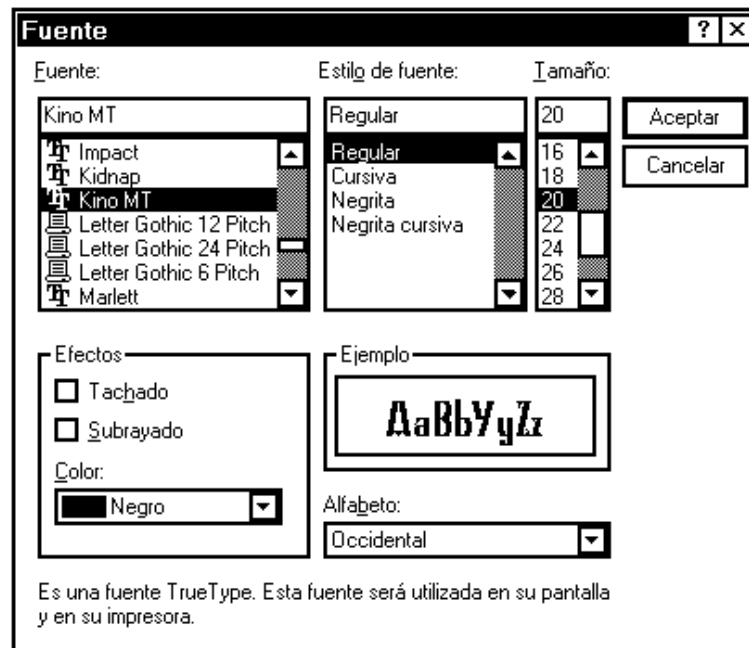 Fuente
Fuente:
Estilo de fuente:
Tamaño:
Kino MT
Regular
20
Aceptar
Cancelar
Impact
Kidnap
Kino MT
Letter Gothic 12 Pitch
Letter Gothic 24 Pitch
Letter Gothic 6 Pitch
Marlett
Regular
Cursiva
Negrita
Negrita cursiva
16
18
20
22
24
26
28
Efectos
Tachado
Subrayado
Color:
Negro
Ejemplo
AaBbYyZz
Alfabeto:
Occidental
Es una fuente TrueType. Esta fuente será utilizada en su pantalla
y en su impresora.